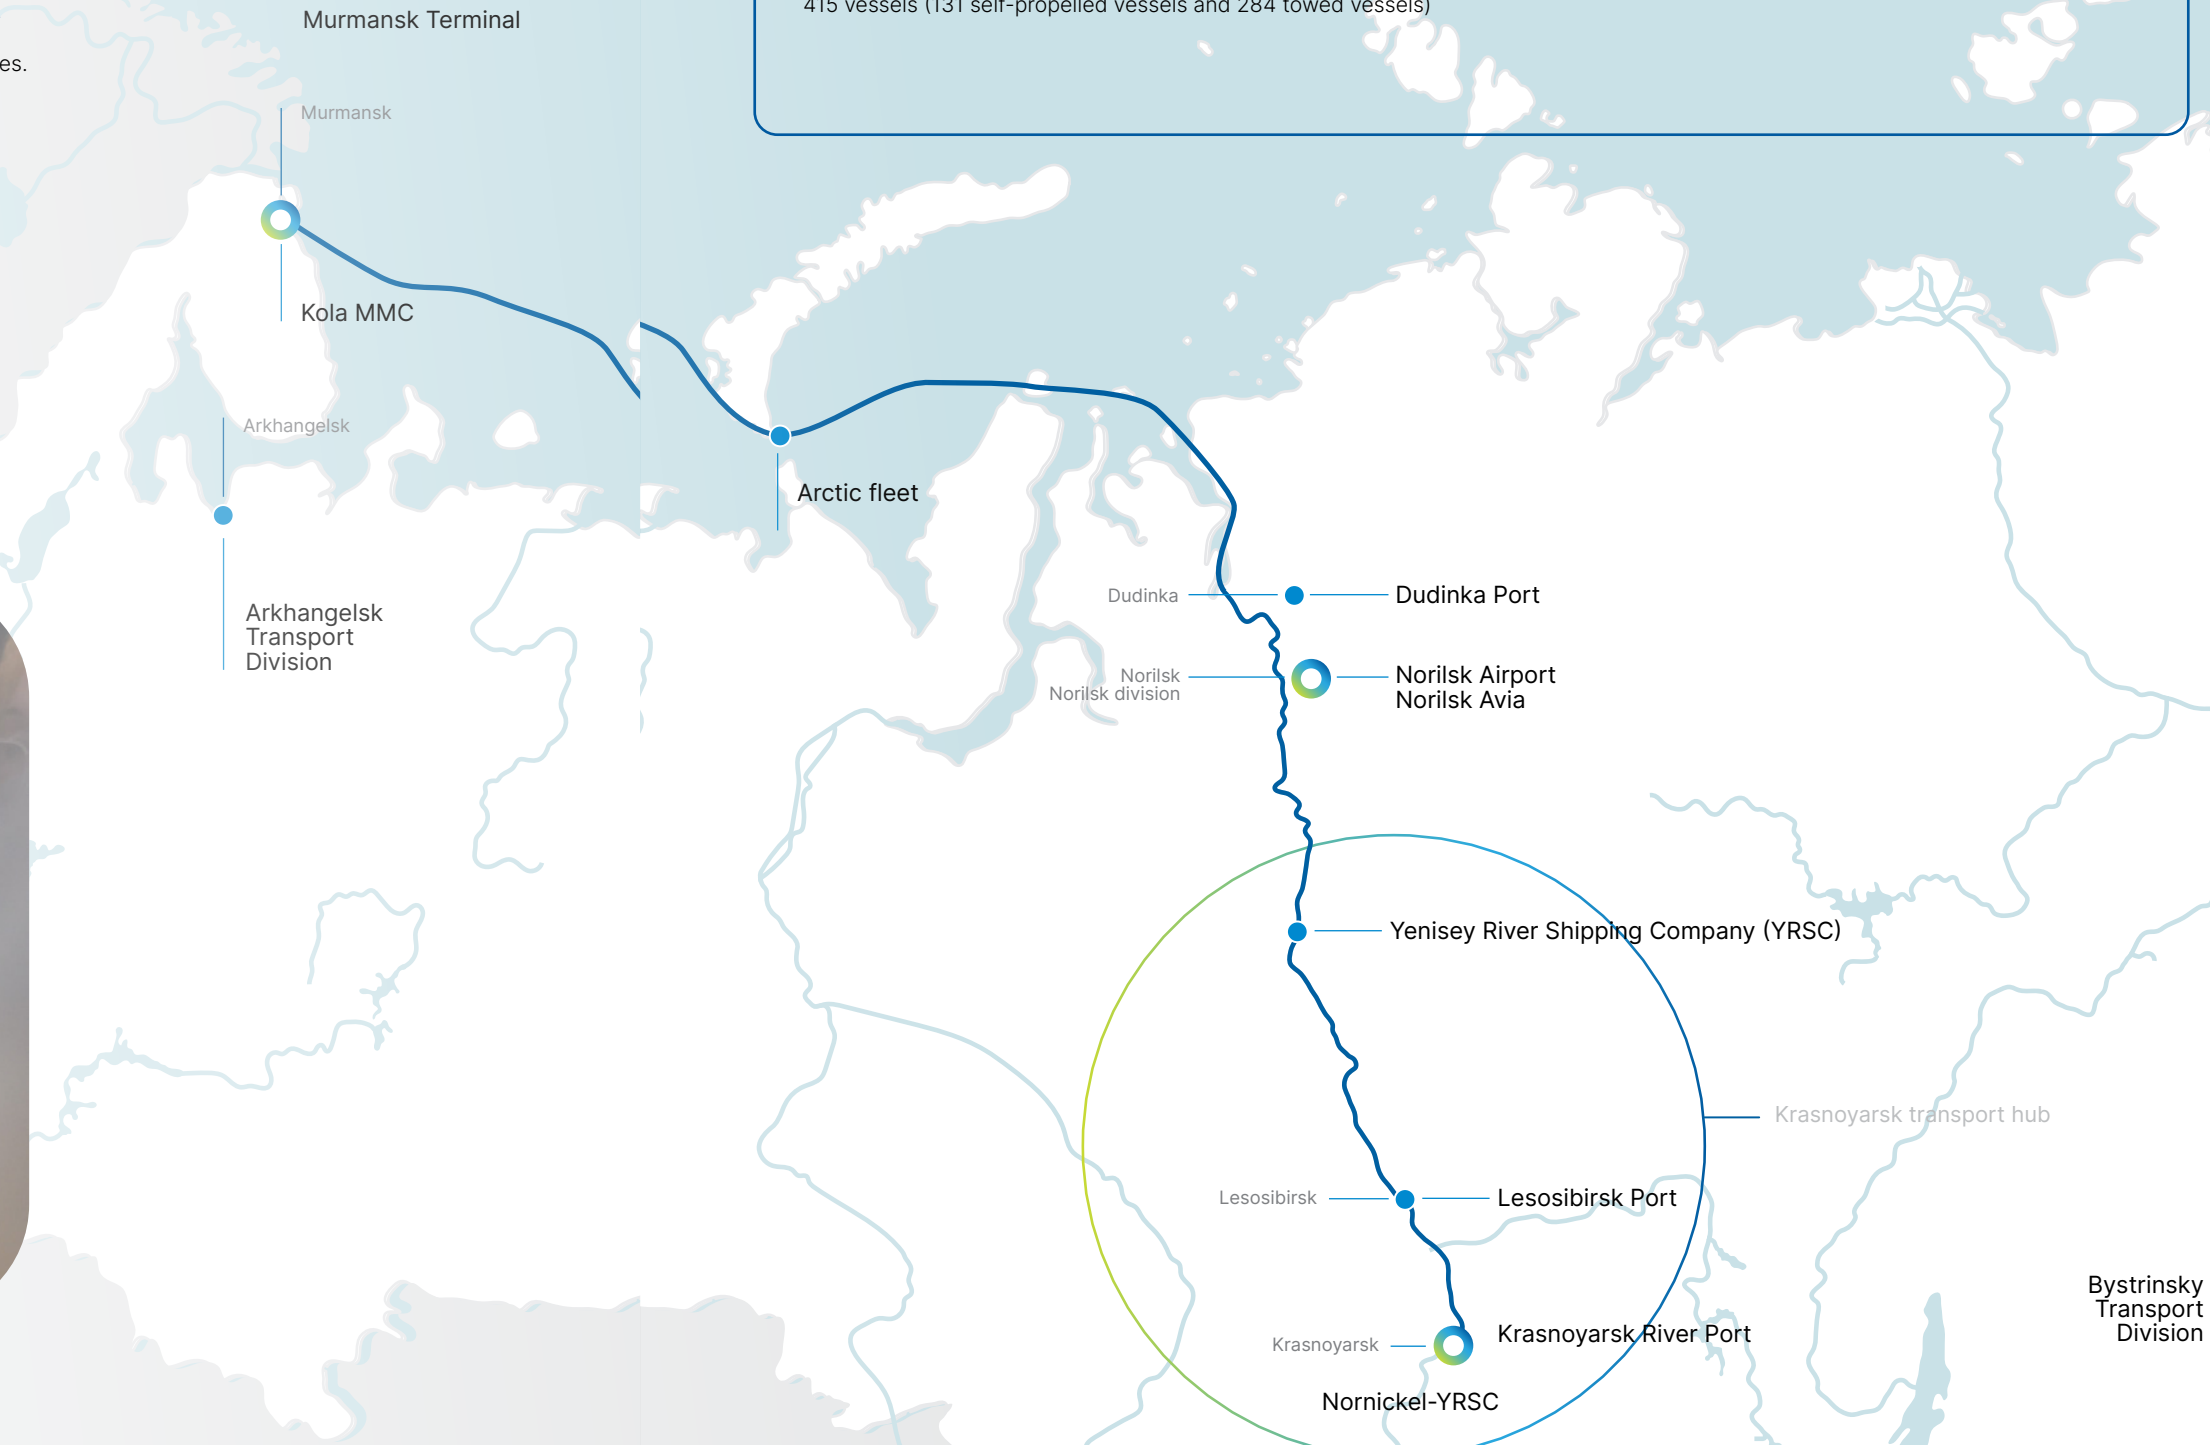 415 vessels (131 self-propelled vessels and 284 towed vessels)
Murmansk Terminal
es.
Murmansk
Kola MMC
Arkhangelsk
Arctic fleet
Arkhangelsk
Transport
Division
Dudinka
Dudinka Port
Norilsk
Norilsk division
Norilsk Airport
Norilsk Avia
Yenisey River Shipping Company (YRSC)
Krasnoyarsk transport hub
Lesosibirsk
Lesosibirsk Port
Bystrinsky
Transport
Division
Krasnoyarsk
Krasnoyarsk River Port
Nornickel-YRSC